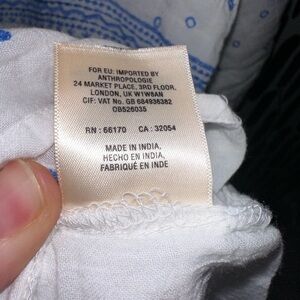 FOR EU: IMPORTED BY
ANTHROPOLOGIE
24 MARKET PLACE, 3RD FLOOR,
LONDON, UK W1W8AN
CIF: VAT No. GB 684936382
OB526035
RN : 66170 CA : 32054
MADE IN INDIA,
HECHO EN INDIA,
FABRIQUÉ EN INDE